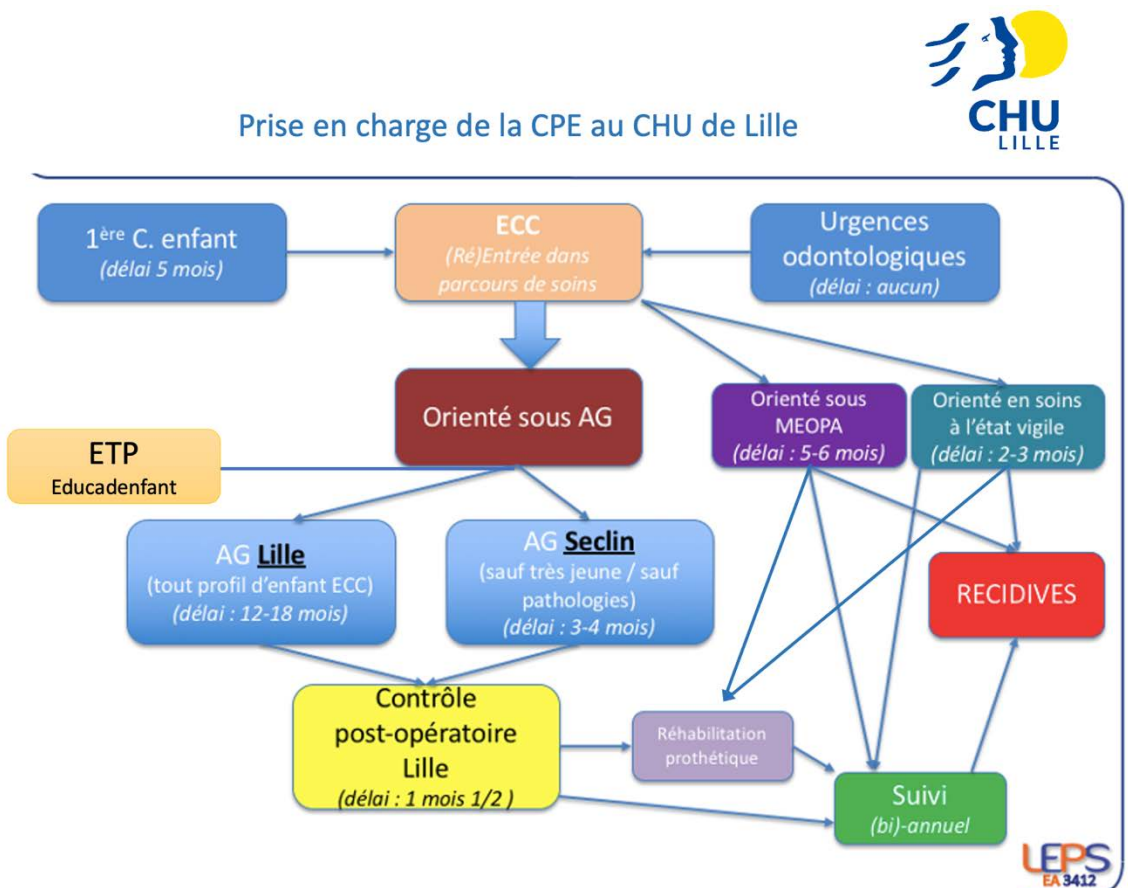 CHU
LILLE
Prise en charge de la CPE au CHU de Lille
1ère C. enfant
(délai 5 mois)
ECC
(Ré)Entrée dans
parcours de soins
Urgences
odontologiques
(délai : aucun)
Orienté sous AG
Orienté sous
MEOPA
(délai : 5-6 mois)
Orienté en soins
à l'état vigile
(délai : 2-3 mois)
ETP
Educadenfant
AG Lille
(tout profil d'enfant ECC)
(délai : 12-18 mois)
AG Seclin
(sauf très jeune / sauf
pathologies)
(délai : 3-4 mois)
RECIDIVES
Contrôle
post-opératoire
Lille
(délai : 1 mois 1/2 )
Réhabilitation
prothétique
Suivi
(bi)-annuel
LEPS
EA 3412